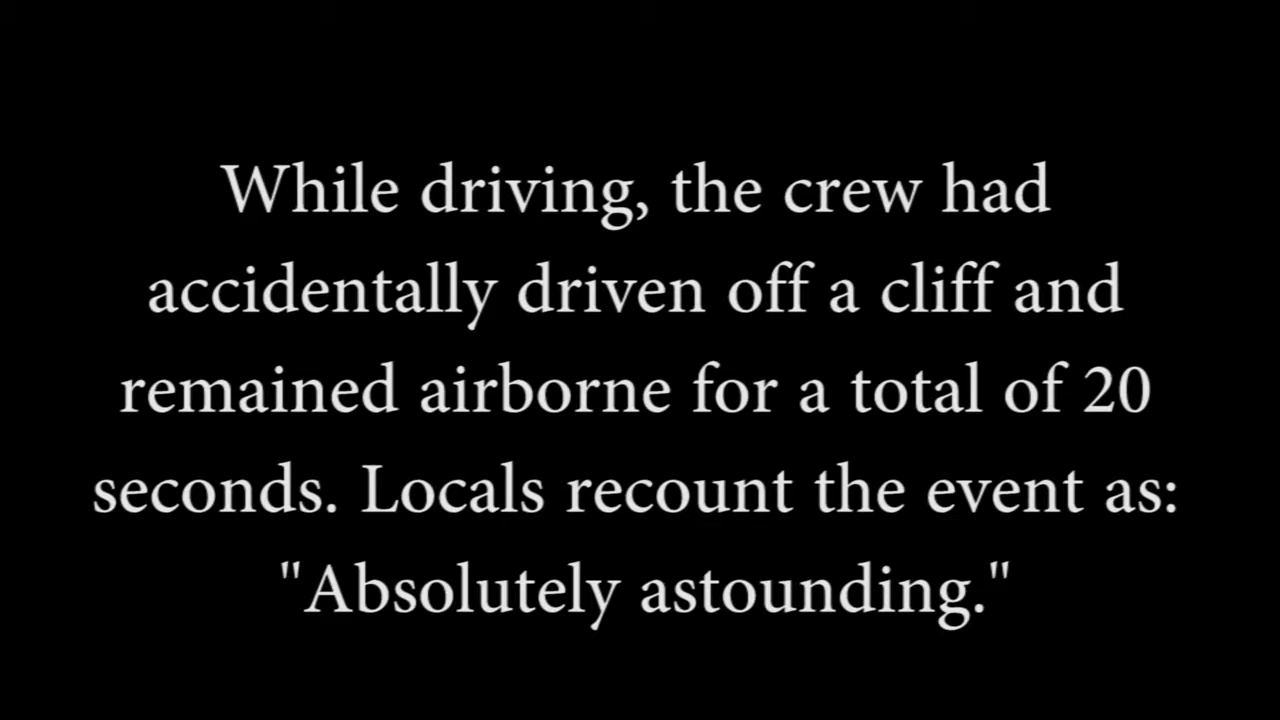 While driving, the crew had
accidentally driven off a cliff and
remained airborne for a total of 20
seconds. Locals recount the event as:
"Absolutely astounding."